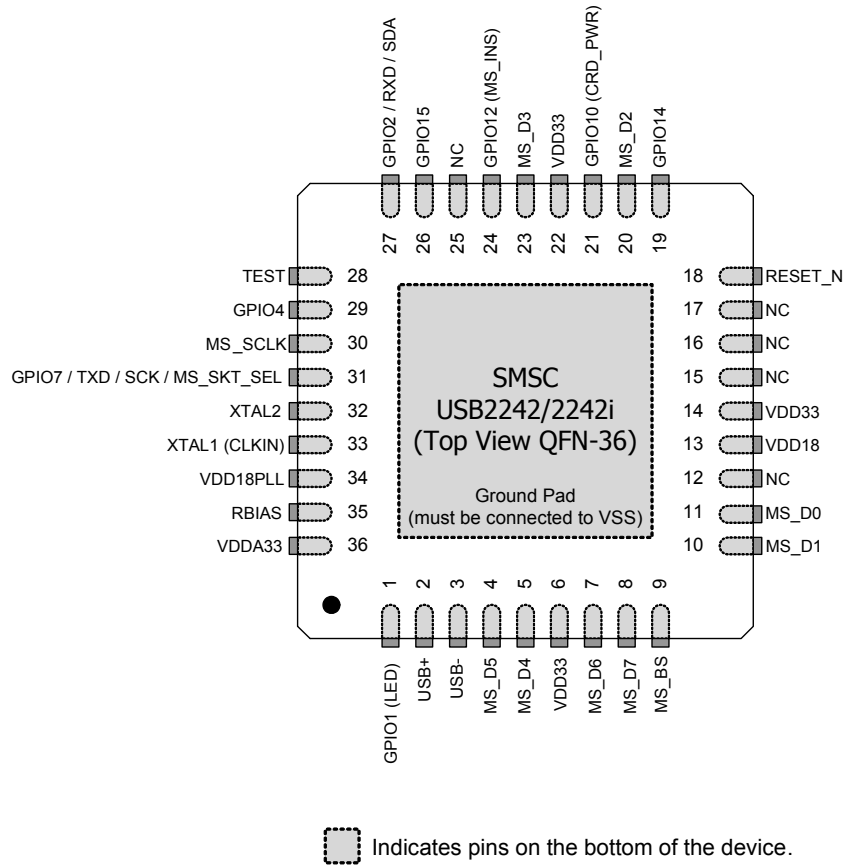 GPIO2 / RXD / SDA
GPIO15
NC
GPIO12 (MS_INS)
MS_D3
VDD33
GPIO10 (CRD_PWR)
MS_D2
GPIO14
27
26
25
24
23
22
21
20
19
TEST 28
GPIO4 29
MS_SCLK 30
GPIO7 / TXD / SCK / MS_SKT_SEL 31
XTAL2 32
XTAL1 (CLKIN) 33
VDD18PLL 34
RBIAS 35
VDDA33 36
SMSC
USB2242/2242i
(Top View QFN-36)
Ground Pad
(must be connected to VSS)
18 RESET_N
17 NC
16 NC
15 NC
14 VDD33
13 VDD18
12 NC
11 MS_D0
10 MS_D1
1
2
3
4
5
6
7
8
9
GPIO1 (LED)
USB+
USB-
MS_D5
MS_D4
VDD33
MS_D6
MS_D7
MS_BS
Indicates pins on the bottom of the device.